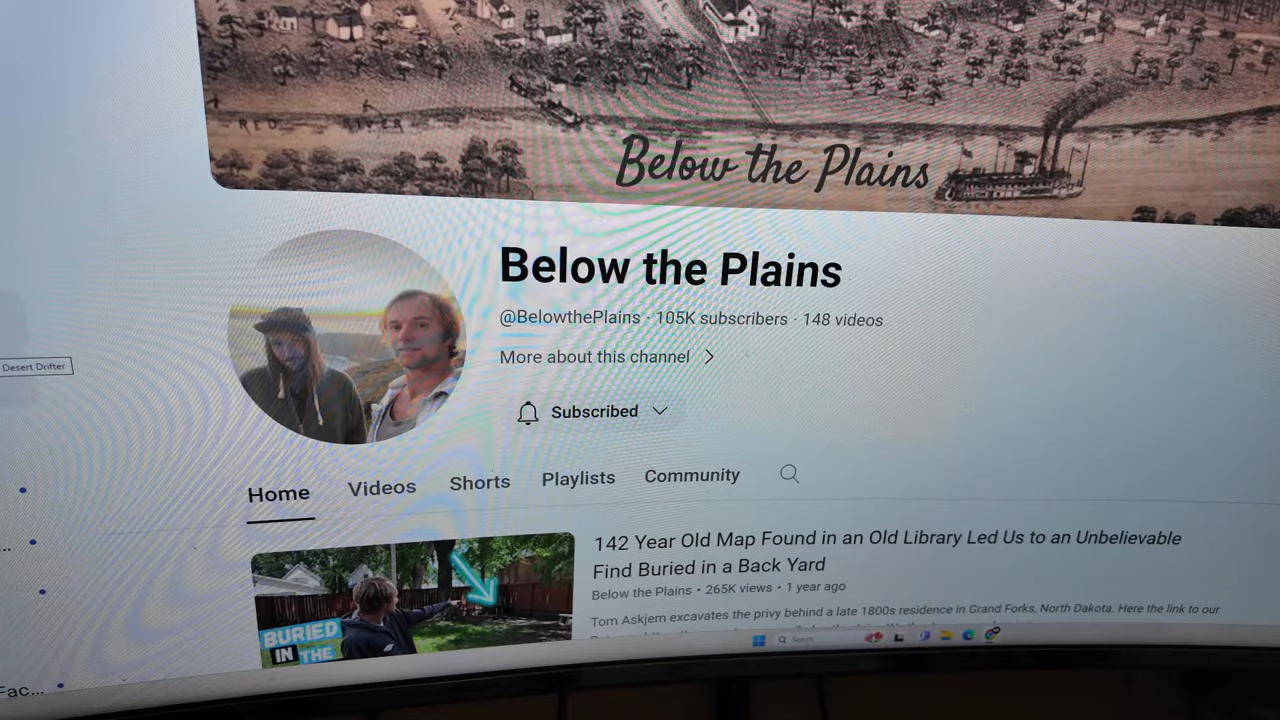 RED RIVER
Below the Plains
Below the Plains
@BelowthePlains · 105K subscribers · 148 videos
More about this channel
Desert Drifter
Subscribed
Home Videos Shorts Playlists Community
142 Year Old Map Found in an Old Library Led Us to an Unbelievable
Find Buried in a Back Yard
Below the Plains • 265K views • 1 year ago
Tom Askjem excavates the privy behind a late 1800s residence in Grand Forks, North Dakota. Here the link to our
BURIED
IN THE
Search
Fac...